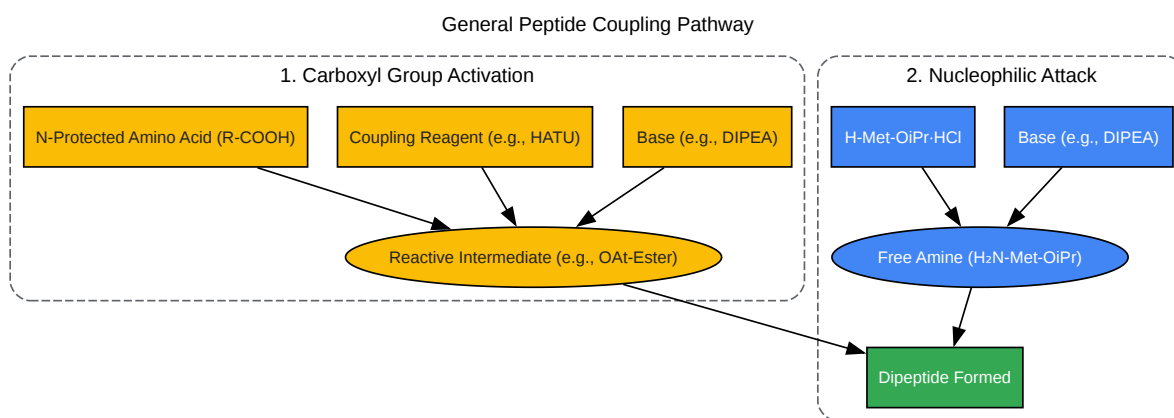 General Peptide Coupling Pathway
1. Carboxyl Group Activation
N-Protected Amino Acid (R-COOH)
Coupling Reagent (e.g., HATU)
Base (e.g., DIPEA)
Reactive Intermediate (e.g., OAt-Ester)
2. Nucleophilic Attack
H-Met-OiPr·HCl
Base (e.g., DIPEA)
Free Amine (H₂N-Met-OiPr)
Dipeptide Formed